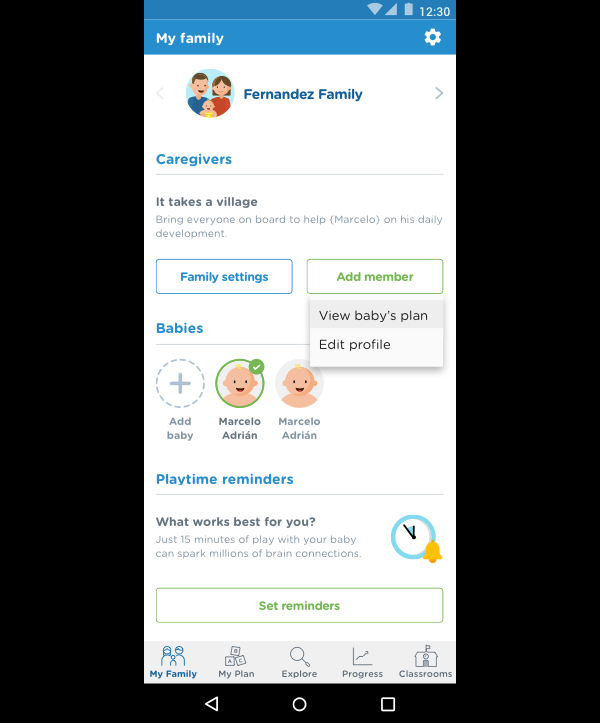 12:30
My family
Fernandez Family
Caregivers
It takes a village
Bring everyone on board to help {Marcelo} on his daily
development.
Family settings
Add member
View baby's plan
Edit profile
Babies
Add
baby
Marcelo
Adrián
Marcelo
Adrián
Playtime reminders
What works best for you?
Just 15 minutes of play with your baby
can spark millions of brain connections.
Set reminders
B
A C
My Family
My Plan
Explore
Progress
Classrooms